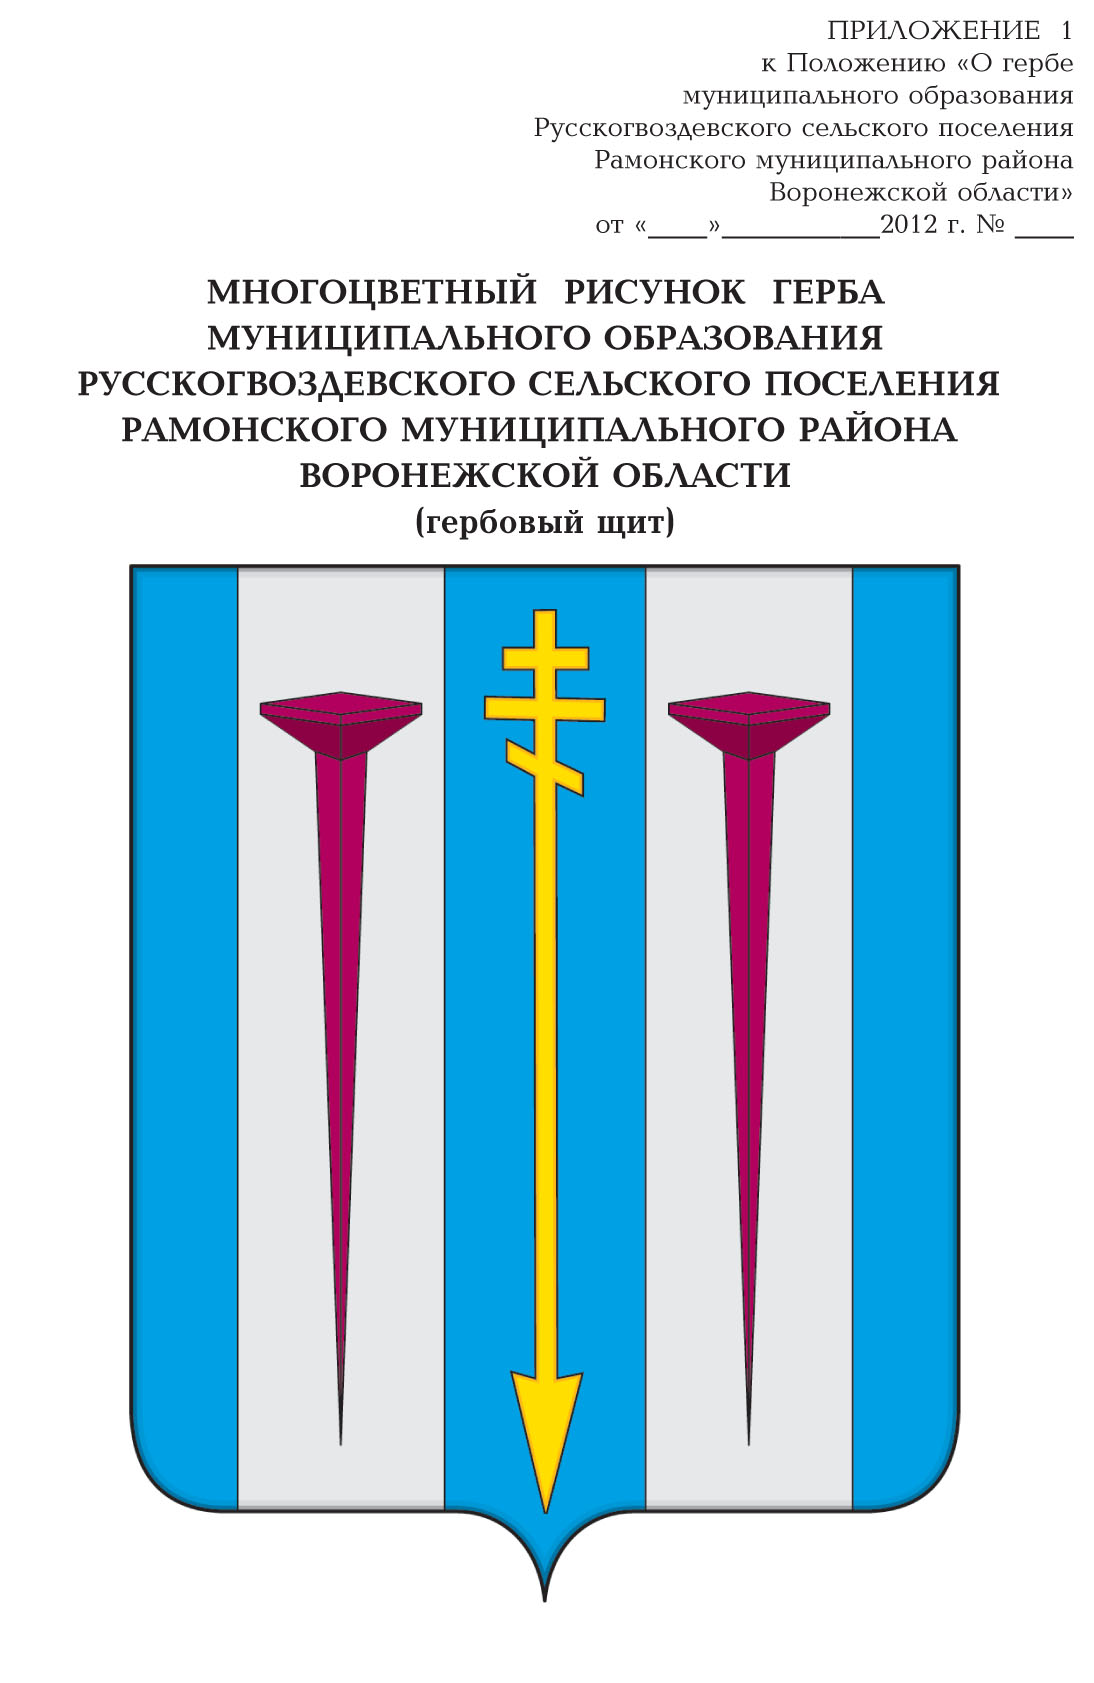 ПРИЛОЖЕНИЕ 1
к Положению «О гербе
муниципального образования
Русскогвоздевского сельского поселения
Рамонского муниципального района
Воронежской области»
от «____»___________2012 г. № ____
МНОГОЦВЕТНЫЙ РИСУНОК ГЕРБА
МУНИЦИПАЛЬНОГО ОБРАЗОВАНИЯ
РУССКОГВОЗДЕВСКОГО СЕЛЬСКОГО ПОСЕЛЕНИЯ
РАМОНСКОГО МУНИЦИПАЛЬНОГО РАЙОНА
ВОРОНЕЖСКОЙ ОБЛАСТИ
(гербовый щит)